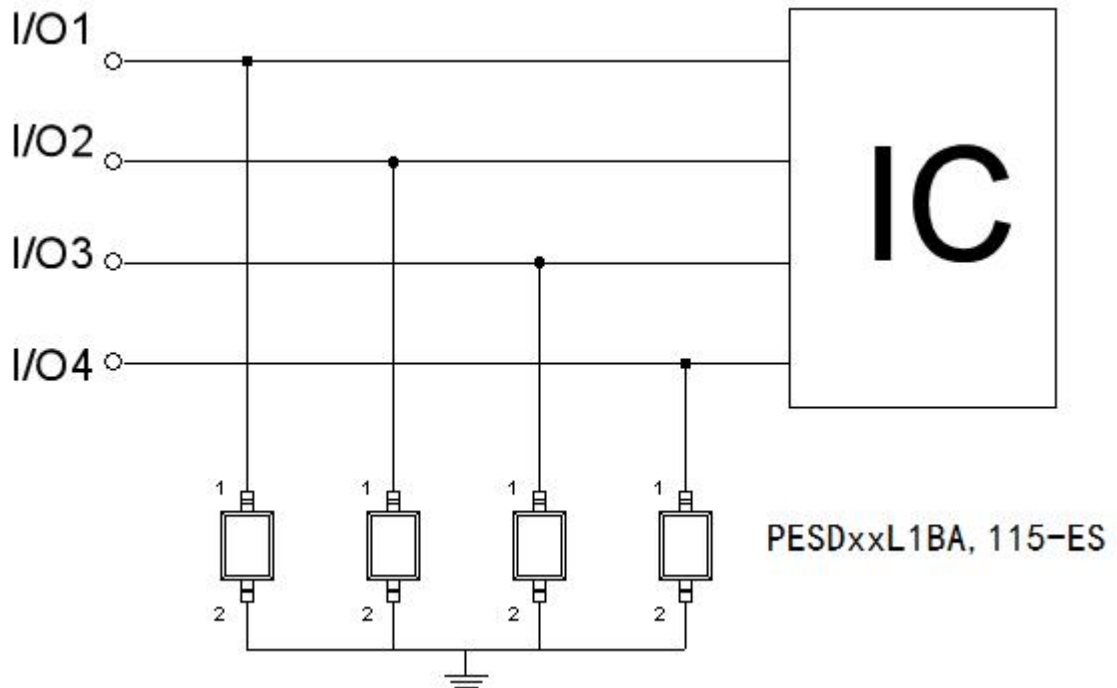 I/O1
I/O2
I/O3
I/O4
IC
1 1 1 1
PESDxxL1BA, 115-ES
2 2 2 2